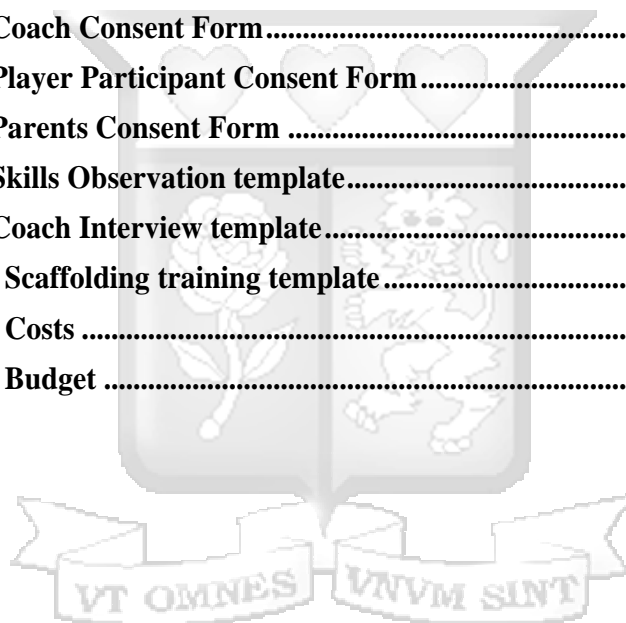 Coach Consent Form........................................................
Player Participant Consent Form................................
Parents Consent Form ....................................................
Skills Observation template............................................
Coach Interview template...............................................
Scaffolding training template.....................................
Costs ..................................................................................
Budget ..............................................................................
VT OMNES VNVM SINT